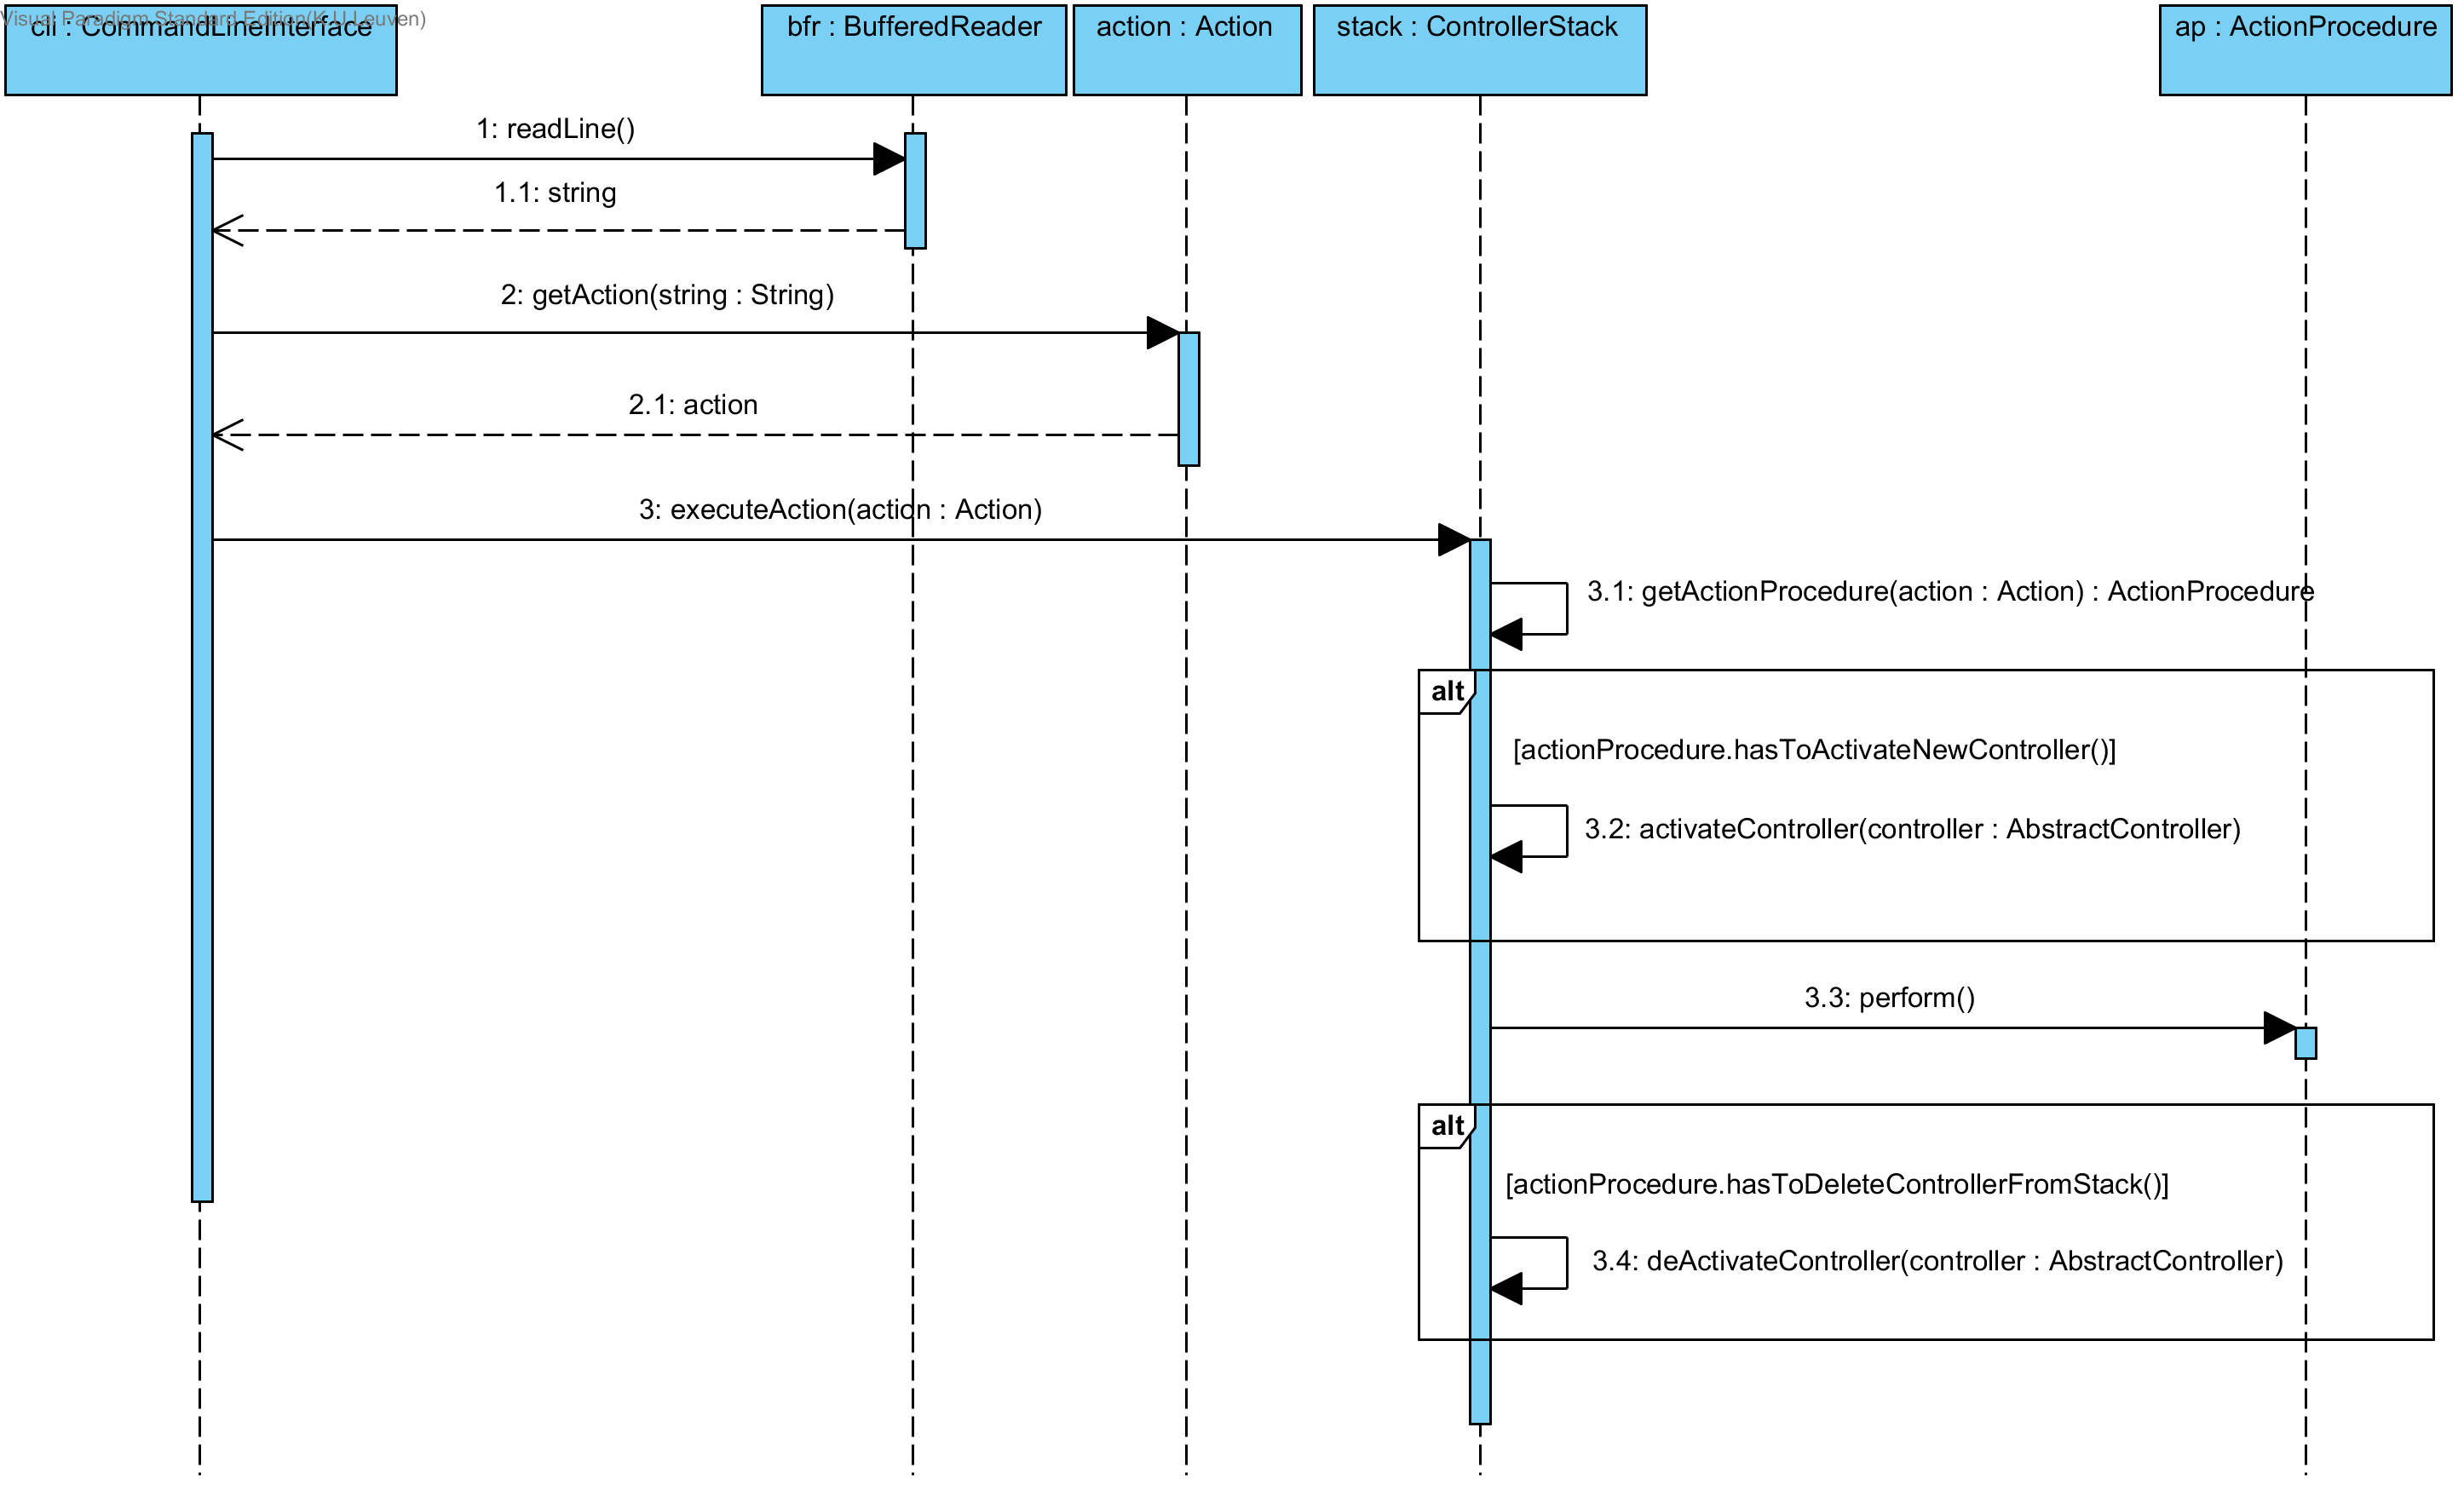 Visual Paradigm Standard Edition(K.U.Leuven)
cli : CommandLineInterface
bfr : BufferedReader
action : Action
stack : ControllerStack
ap : ActionProcedure
1: readLine()
1.1: string
2: getAction(string : String)
2.1: action
3: executeAction(action : Action)
3.1: getActionProcedure(action : Action) : ActionProcedure
alt
[actionProcedure.hasToActivateNewController()]
3.2: activateController(controller : AbstractController)
3.3: perform()
alt
[actionProcedure.hasToDeleteControllerFromStack()]
3.4: deActivateController(controller : AbstractController)